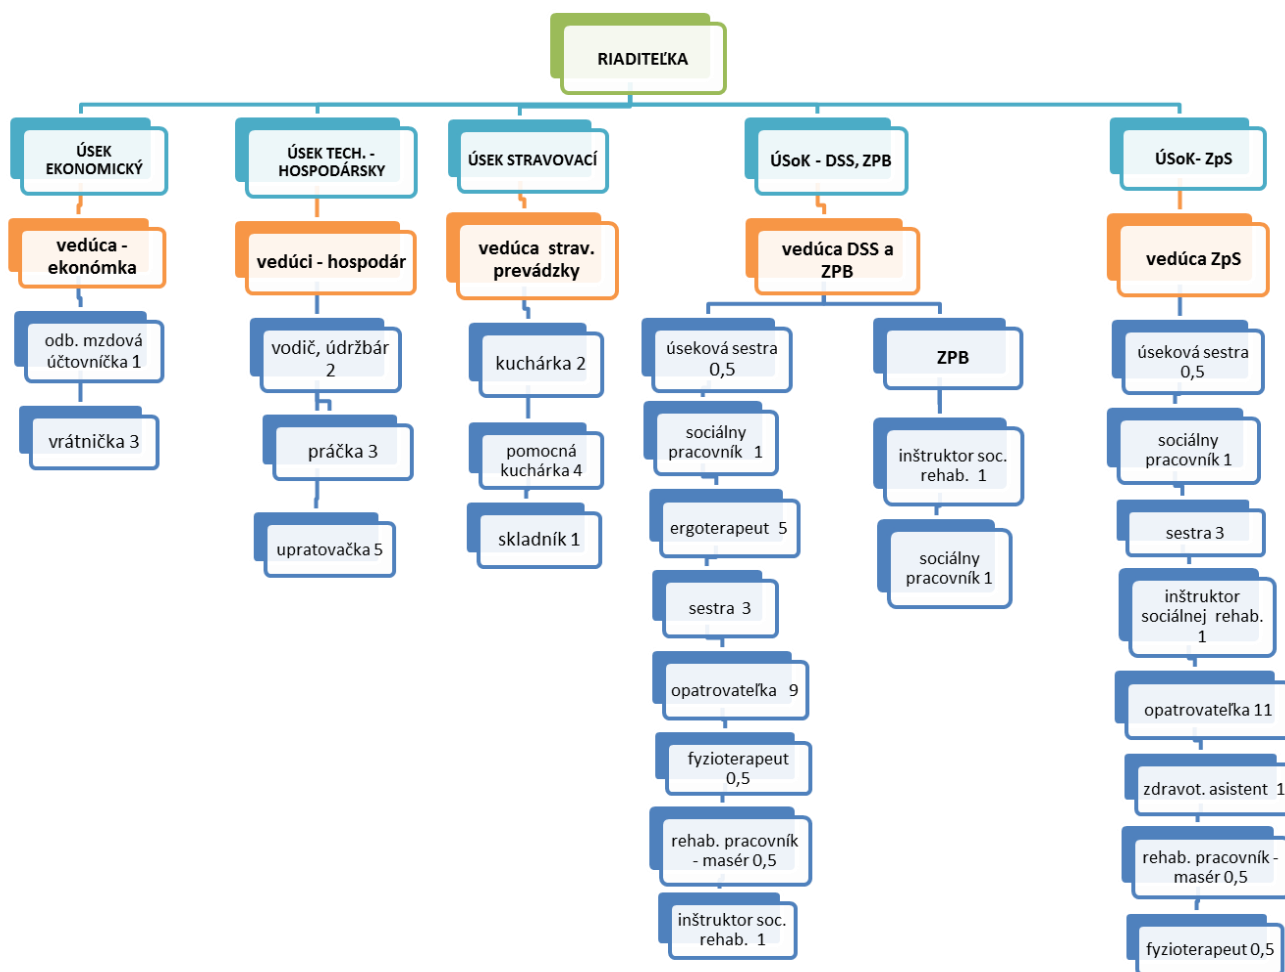 RIADITEĽKA
ÚSEK
EKONOMICKÝ
vedúca -
ekonómka
odb. mzdová
účtovníčka 1
vrátnička 3
ÚSEK TECH. -
HOSPODÁRSKY
vedúci - hospodár
vodič, údržbár
2
práčka 3
upratovačka 5
ÚSEK STRAVOVACÍ
vedúca strav.
prevádzky
kuchárka 2
pomocná
kuchárka 4
skladník 1
ÚSoK - DSS, ZPB
vedúca DSS a
ZPB
úseková sestra
0,5
sociálny
pracovník 1
ergoterapeut 5
sestra 3
opatrovateľka 9
fyzioterapeut
0,5
rehab. pracovník
- masér 0,5
inštruktor soc.
rehab. 1
ZPB
inštruktor soc.
rehab. 1
sociálny
pracovník 1
ÚSoK- ZpS
vedúca ZpS
úseková sestra
0,5
sociálny
pracovník 1
sestra 3
inštruktor
sociálnej rehab.
1
opatrovateľka 11
zdravot. asistent 1
rehab. pracovník -
masér 0,5
fyzioterapeut 0,5